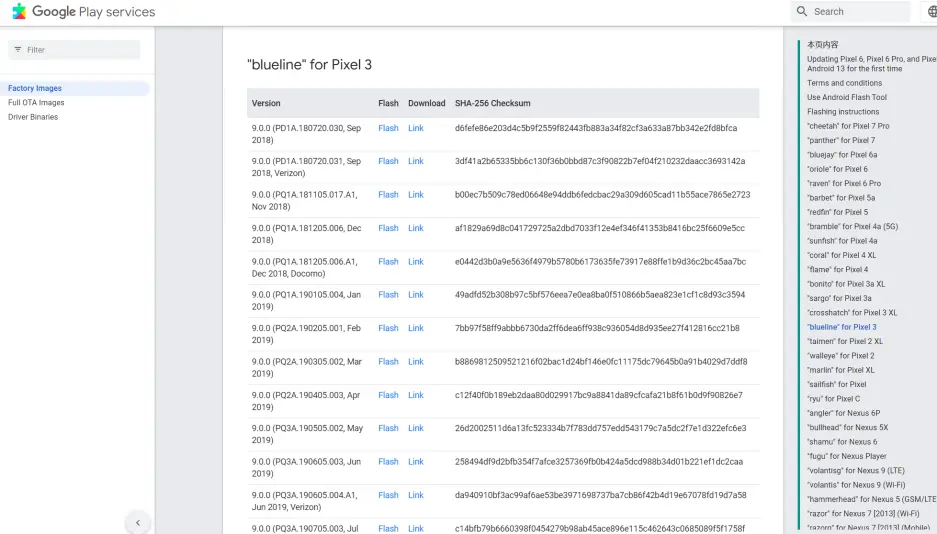 Google Play services
Search
Filter
Factory Images
Full OTA Images
Driver Binaries
"blueline" for Pixel 3
Version Flash Download SHA-256 Checksum
9.0.0 (PD1A.180720.030, Sep Flash Link d6fefe86e203d4c5b9f2559f82443fb883a34f82cf3a633a87bb342e2fd8bfca
2018)
9.0.0 (PD1A.180720.031, Sep Flash Link 3df41a2b65335bb6c130f36b0bbd87c3f90822b7ef04f210232daacc3693142a
2018, Verizon)
9.0.0 (PQ1A.181105.017.A1, Flash Link b00ec7b509c78ed06648e94ddb6fedcbac29a309d605cad11b55ace7865e2723
Nov 2018)
9.0.0 (PQ1A.181205.006, Dec Flash Link af1829a69d8c041729725a2dbd7033f12e4ef346f41353b8416bc25f6609e5cc
2018)
9.0.0 (PQ1A.181205.006.A1, Flash Link e0442d3b0a9e5636f4979b5780b6173635fe73917e88ffe1b9d36c2bc45aa7bc
Dec 2018, Docomo)
9.0.0 (PQ1A.190105.004, Jan Flash Link 49adfd52b308b97c5bf576eea7e0ea8ba0f510866b5aea823e1cf1c8d93c3594
2019)
9.0.0 (PQ2A.190205.001, Feb Flash Link 7bb97f58ff9abbb6730da2ff6dea6ff938c936054d8d935ee27f412816cc21b8
2019)
9.0.0 (PQ2A.190305.002, Mar Flash Link b8869812509521216f02bac1d24bf146e0fc11175dc79645b0a91b4029d7ddf8
2019)
9.0.0 (PQ2A.190405.003, Apr Flash Link c12f40f0b189eb2daa80d029917bc9a8841da89cfcafa21b8f61b0d9f90826e7
2019)
9.0.0 (PQ3A.190505.002, May Flash Link 26d2002511d6a13fc523334b7f783dd757edd543179c7a5dc2f7e1d322efc6e3
2019)
9.0.0 (PQ3A.190605.003, Jun Flash Link 258494df9d2bfb354f7afce3257369fb0b424a5dcd988b34d01b221ef1dc2caa
2019)
9.0.0 (PQ3A.190605.004.A1, Flash Link da940910bf3ac99af6ae53be3971698737ba7cb86f42b4d19e67078fd19d7a58
Jun 2019, Verizon)
9.0.0 (PQ3A.190705.003, Jul Flash Link c14bfb79b6660398f0454279b98ab45ace896e115c462643c0685089f5f1758f
本页内容
Updating Pixel 6, Pixel 6 Pro, and Pixe
Android 13 for the first time
Terms and conditions
Use Android Flash Tool
Flashing instructions
"cheetah" for Pixel 7 Pro
"panther" for Pixel 7
"bluejay" for Pixel 6a
"oriole" for Pixel 6
"raven" for Pixel 6 Pro
"barbet" for Pixel 5a
"redfin" for Pixel 5
"bramble" for Pixel 4a (5G)
"sunfish" for Pixel 4a
"coral" for Pixel 4 XL
"flame" for Pixel 4
"bonito" for Pixel 3a XL
"sargo" for Pixel 3a
"crosshatch" for Pixel 3 XL
"blueline" for Pixel 3
"taimen" for Pixel 2 XL
"walleye" for Pixel 2
"marlin" for Pixel XL
"sailfish" for Pixel
"ryu" for Pixel C
"angler" for Nexus 6P
"bullhead" for Nexus 5X
"shamu" for Nexus 6
"fugu" for Nexus Player
"volantisg" for Nexus 9 (LTE)
"volantis" for Nexus 9 (Wi-Fi)
"hammerhead" for Nexus 5 (GSM/LTE
"razor" for Nexus 7 [2013] (Wi-Fi)
"razorg" for Nexus 7 [2013] (Mobile)